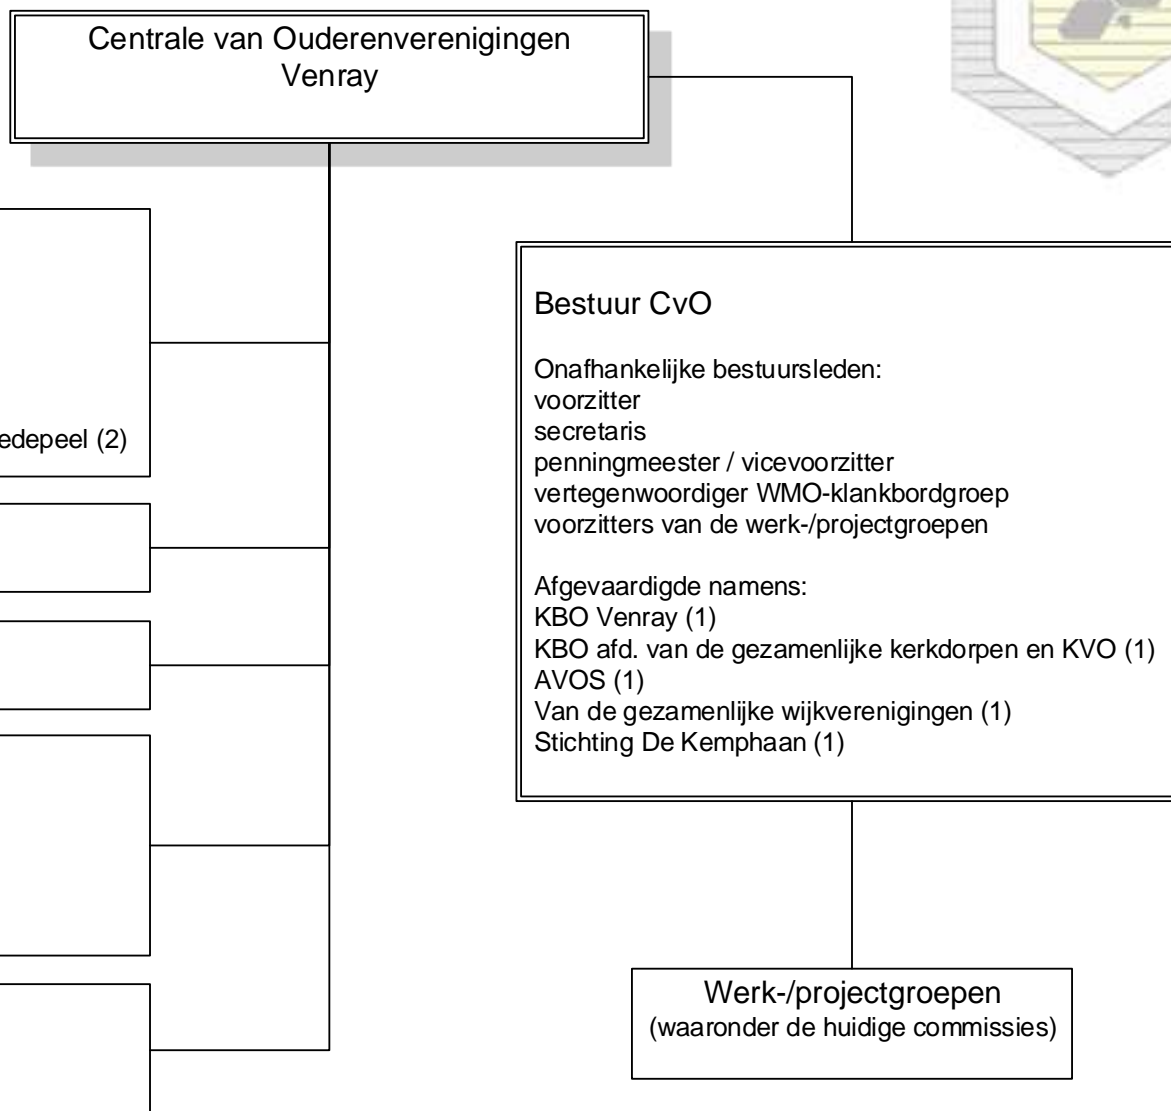 Centrale van Ouderenverenigingen
Venray
edepeel (2)
Bestuur CvO
Onafhankelijke bestuursleden:
voorzitter
secretaris
penningmeester / vicevoorzitter
vertegenwoordiger WMO-klankbordgroep
voorzitters van de werk-/projectgroepen
Afgevaardigde namens:
KBO Venray (1)
KBO afd. van de gezamenlijke kerkdorpen en KVO (1)
AVOS (1)
Van de gezamenlijke wijkverenigingen (1)
Stichting De Kemphaan (1)
Werk-/projectgroepen
(waaronder de huidige commissies)